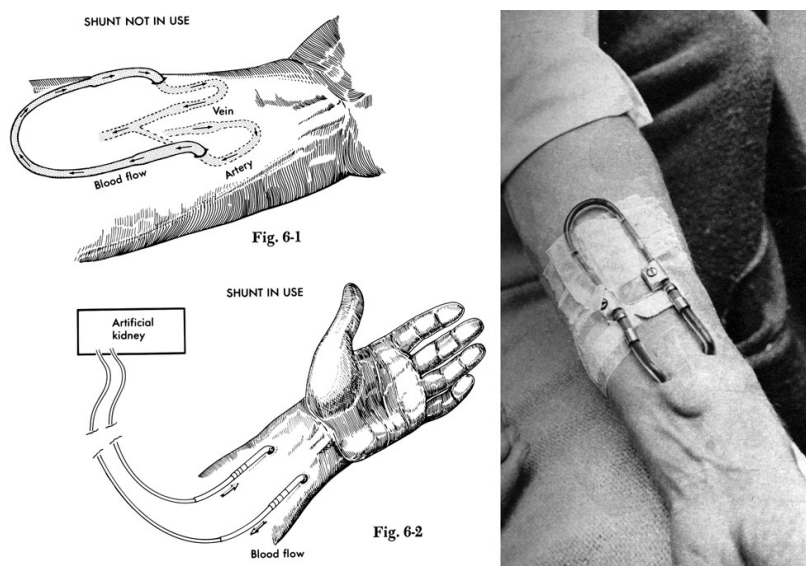 SHUNT NOT IN USE
Vein
Artery
Blood flow
Fig. 6-1
SHUNT IN USE
Artificial
kidney
Fig. 6-2
Blood flow